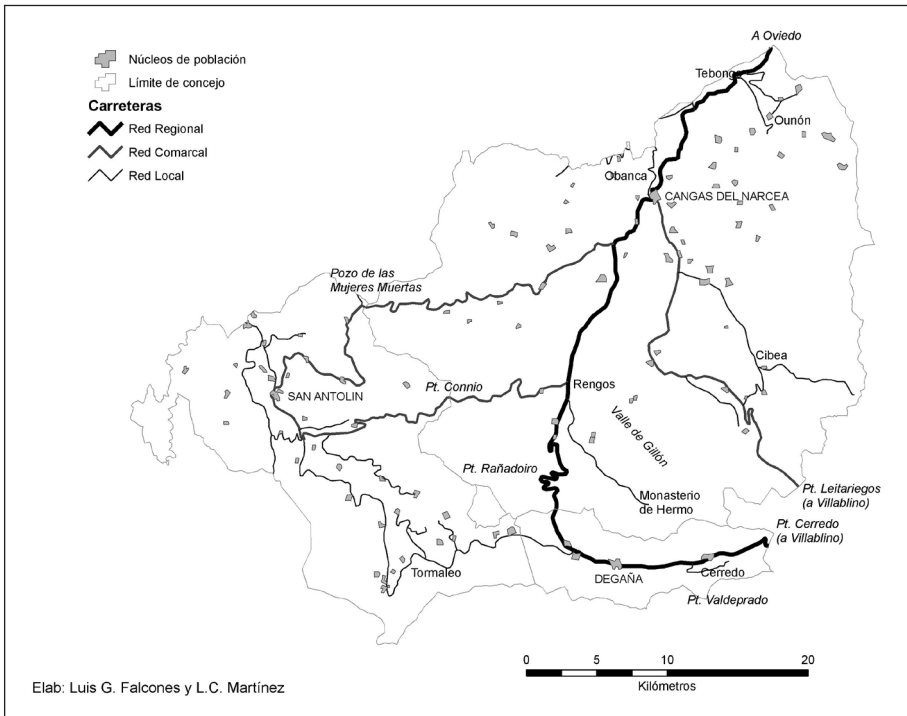 A Oviedo
Núcleos de población
Límite de concejo
Carreteras
Red Regional
Red Comarcal
Red Local
Tebongo
Ounón
Obanca
CANGAS DEL NARCEA
Pozo de las
Mujeres Muertas
Cibea
Rengos
Pt. Connio
SAN ANTOLIN
Valle de Gillón
Pt. Rañadoiro
Monasterio
de Hermo
Pt. Leitariegos
(a Villablino)
Pt. Cerredo
(a Villablino)
Tormaleo
DEGAÑA
Cerredo
Pt. Valdeprado
0 5 10 20
Kilómetros
Elab: Luis G. Falcones y L.C. Martínez